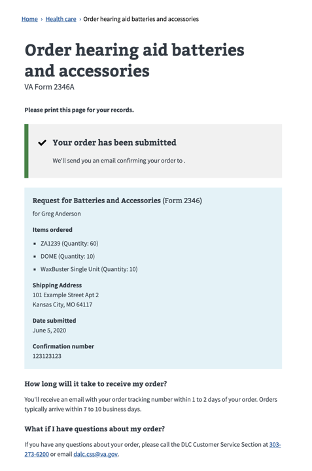 Home › Health care › Order hearing aid batteries and accessories
Order hearing aid batteries
and accessories
VA Form 2346A
Please print this page for your records.
Your order has been submitted
We'll send you an email confirming your order to .
Request for Batteries and Accessories (Form 2346)
for Greg Anderson
Items ordered
• ZA1239 (Quantity: 60)
• DOME (Quantity: 10)
• WaxBuster Single Unit (Quantity: 10)
Shipping Address
101 Example Street Apt 2
Kansas City, MO 64117
Date submitted
June 5, 2020
Confirmation number
123123123
How long will it take to receive my order?
You'll receive an email with your order tracking number within 1 to 2 days of your order. Orders
typically arrive within 7 to 10 business days.
What if I have questions about my order?
If you have any questions about your order, please call the DLC Customer Service Section at 303-
273-6200 or email dalc.css@va.gov.